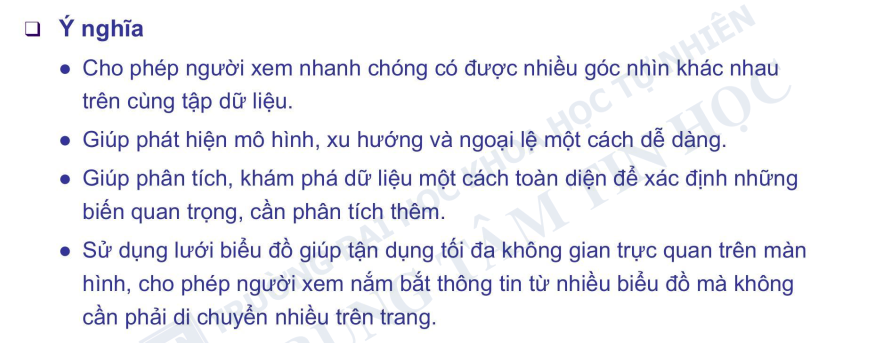 ❑ Ý nghĩa
● Cho phép người xem nhanh chóng có được nhiều góc nhìn khác nhau
trên cùng tập dữ liệu.
● Giúp phát hiện mô hình, xu hướng và ngoại lệ một cách dễ dàng.
● Giúp phân tích, khám phá dữ liệu một cách toàn diện để xác định những
biến quan trọng, cần phân tích thêm.
● Sử dụng lưới biểu đồ giúp tận dụng tối đa không gian trực quan trên màn
hình, cho phép người xem nắm bắt thông tin từ nhiều biểu đồ mà không
cần phải di chuyển nhiều trên trang.
TRƯỜNG ĐẠI HỌC KHOA HỌC TỰ NHIÊN
TRUNG TÂM TIN HỌC